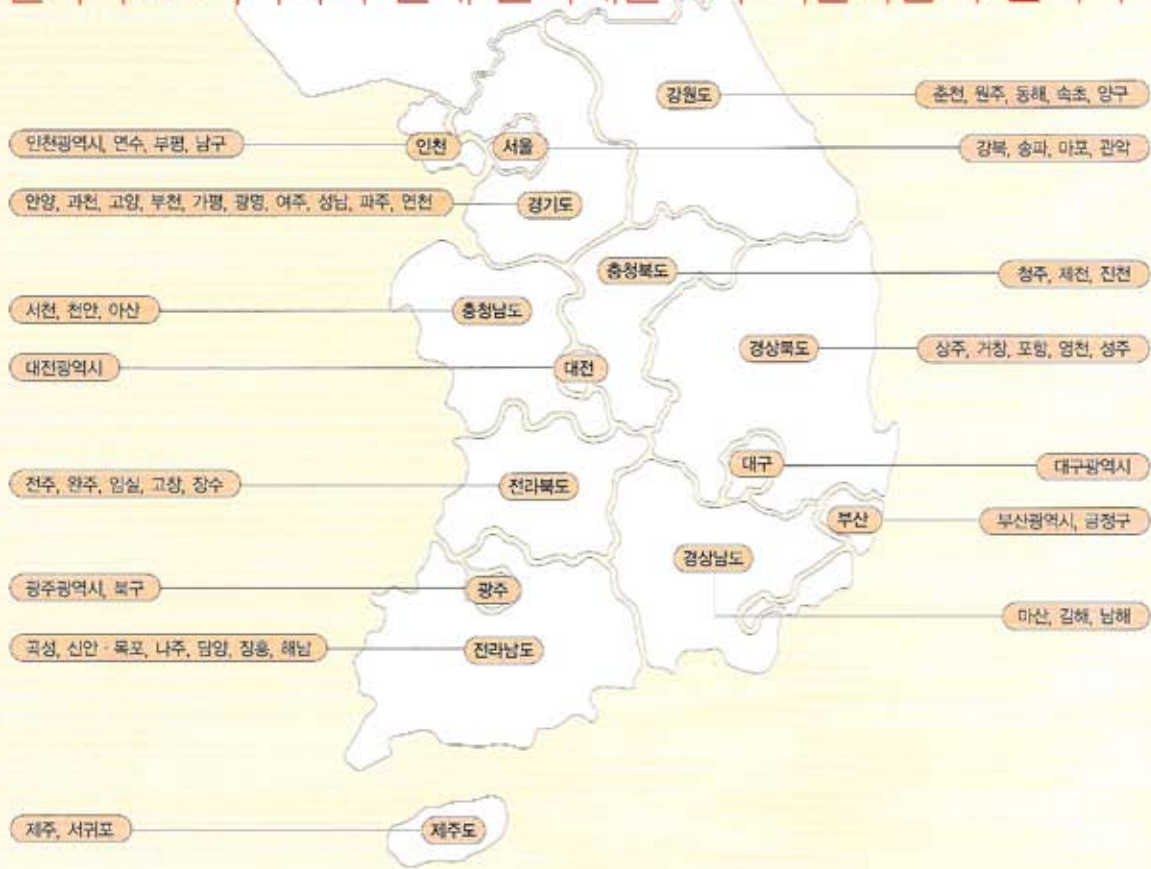 강원도
춘천, 원주, 동해, 속초, 양구
인천광역시, 연수, 부평, 남구
인천
서울
강북, 송파, 마포, 관악
안양, 과천, 고양, 부천, 가평, 광명, 여주, 성남, 파주, 연천
경기도
충청북도
청주, 제천, 진천
서천, 천안, 아산
충청남도
경상북도
상주, 거창, 포항, 영천, 성주
대전광역시
대전
대구
대구광역시
전주, 완주, 임실, 고창, 장수
전라북도
부산
부산광역시, 금정구
경상남도
마산, 김해, 남해
광주광역시, 북구
광주
곡성, 신안 · 목포, 나주, 담양, 장흥, 해남
전라남도
제주, 서귀포
제주도